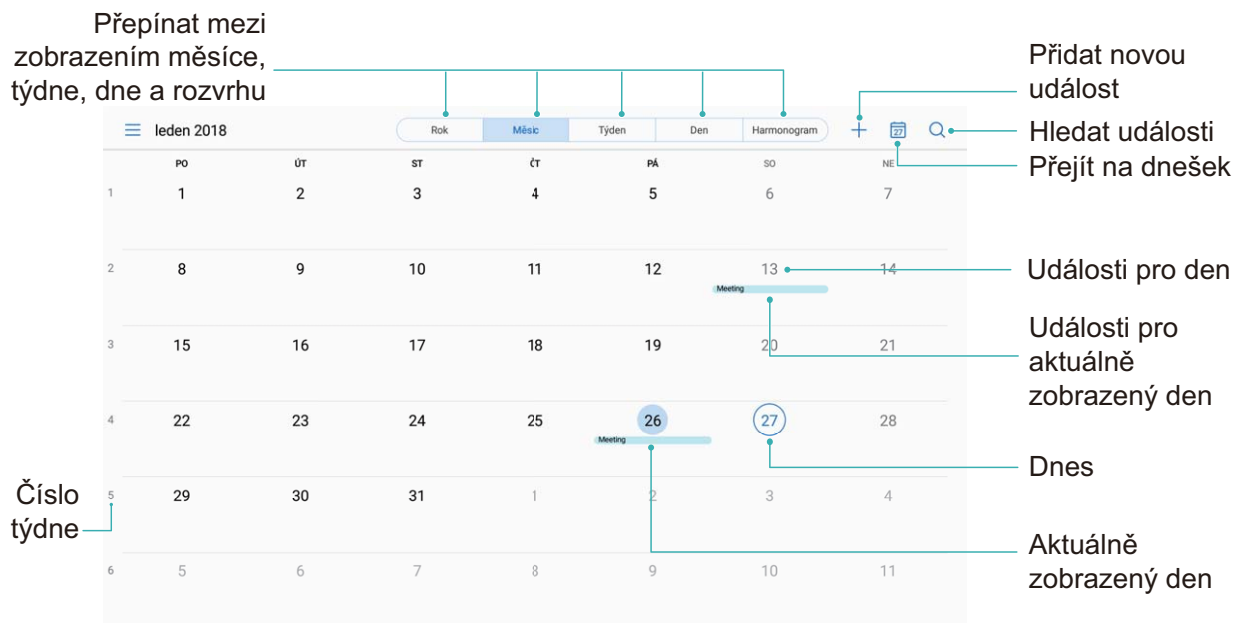 Přepínat mezi
zobrazením měsíce,
týdne, dne a rozvrhu
Přidat novou
událost
leden 2018
Rok Měsíc Týden Den Harmonogram 27
Hledat události
Přejít na dnešek
PO ÚT ST ČT PÁ SO NE
1 1 2 3 4 5 6 7
2 8 9 10 11 12 13 14
Události pro den
Meeting
Události pro
aktuálně
zobrazený den
3 15 16 17 18 19 20 21
4 22 23 24 25 26 27 28
Meeting
Dnes
Číslo
týdne
5 29 30 31 1 2 3 4
Aktuálně
zobrazený den
6 5 6 7 8 9 10 11